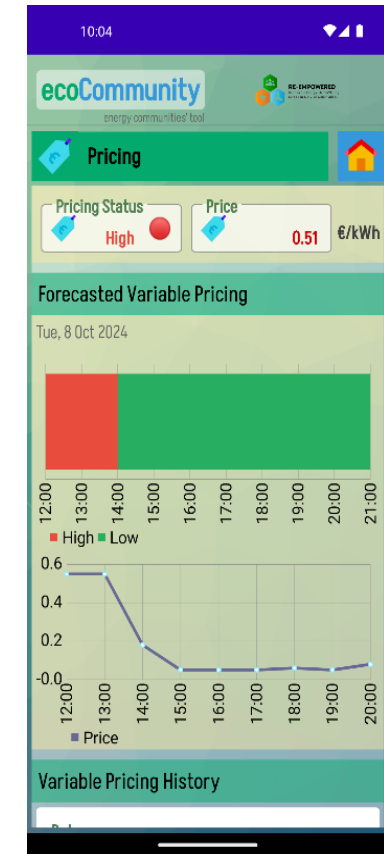 10:04
ecoCommunity
energy communities' tool
RE-EMPOWERED
Pricing
Pricing Status
High
Price
0.51
€/kWh
Forecasted Variable Pricing
Tue, 8 Oct 2024
12:00 13:00 14:00 15:00 16:00 17:00 18:00 19:00 20:00 21:00
High Low
0.6
0.4
0.2
-0.0
12:00 13:00 14:00 15:00 16:00 17:00 18:00 19:00 20:00
Price
Variable Pricing History